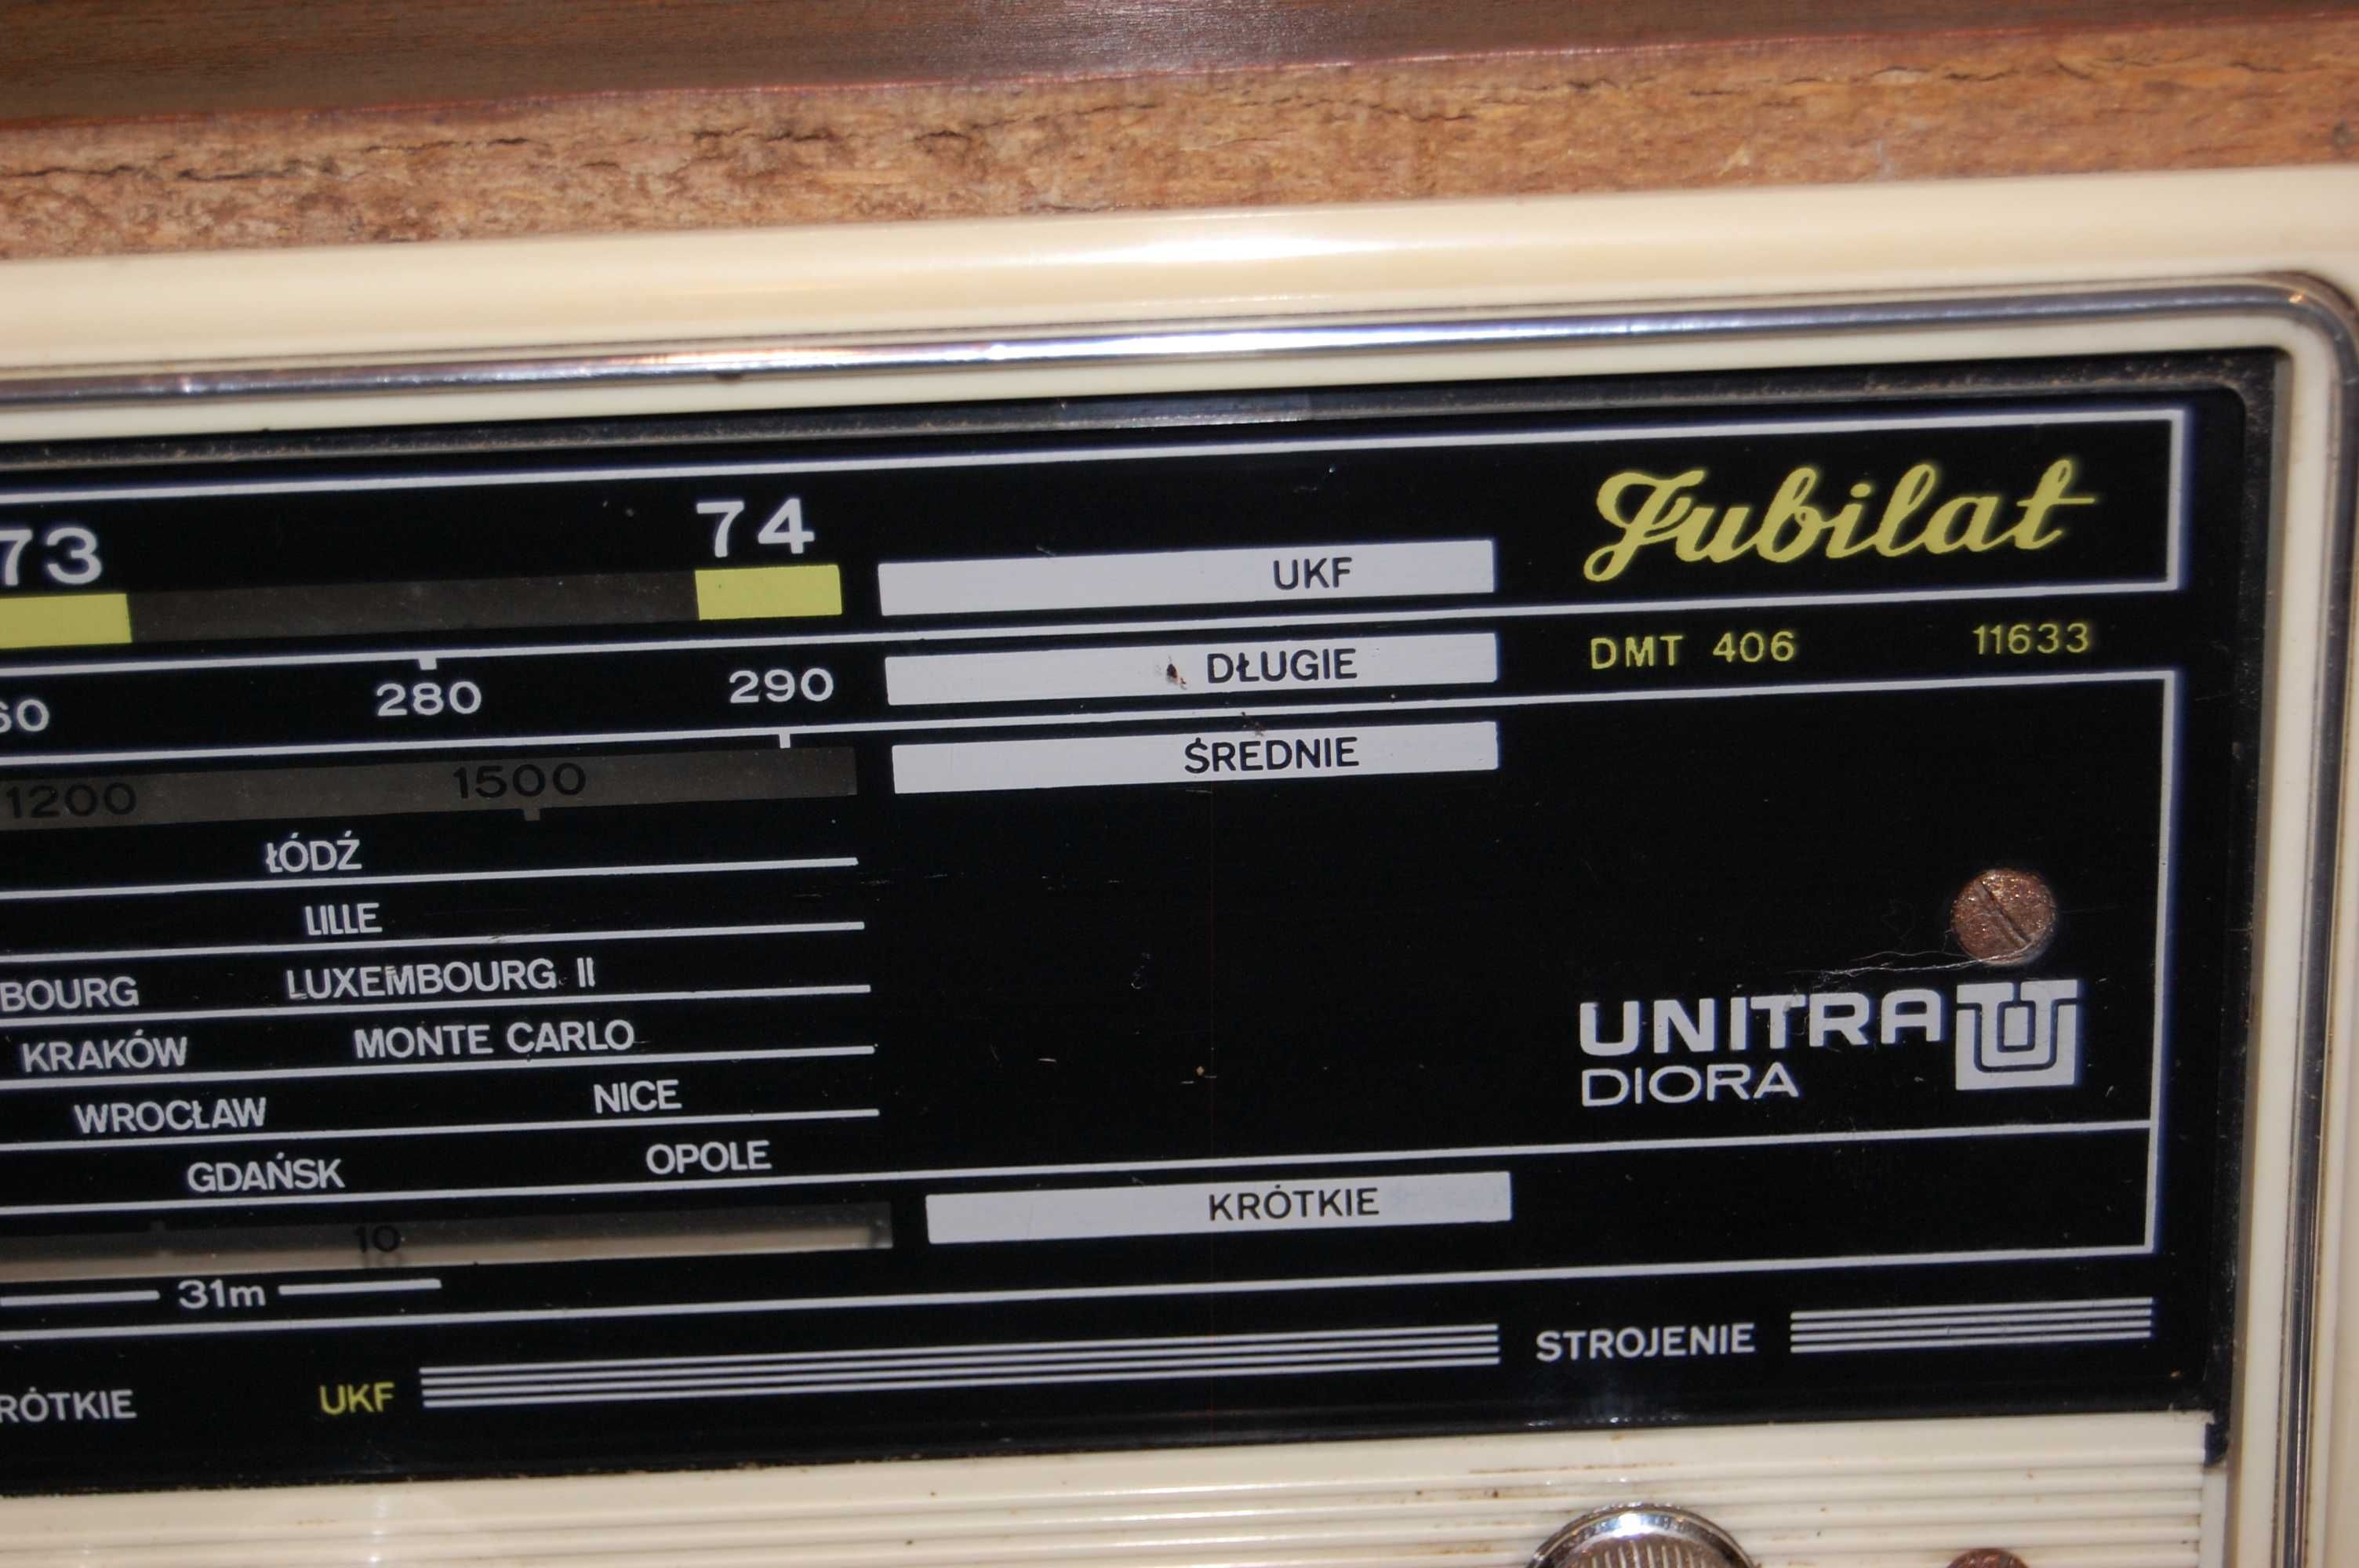 73 74 UKF Jubilat
280 290 DŁUGIE DMT 406 11633
1200 1500 ŚREDNIE
ŁÓDŹ
LILLE
BOURG LUXEMBOURG II
KRAKÓW MONTE CARLO
WROCŁAW NICE
GDAŃSK OPOLE
UNITRA
DIORA
10 KRÓTKIE
31m
RÓTKIE UKF STROJENIE